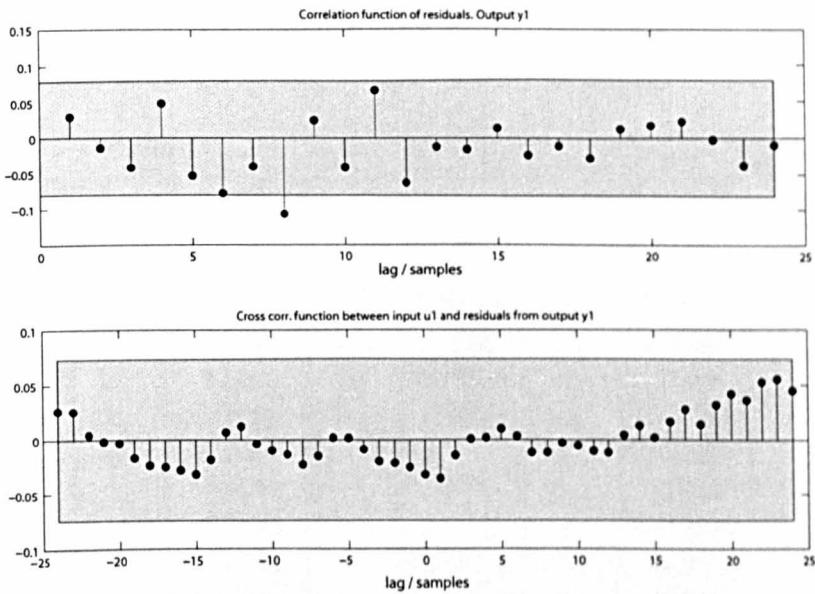 Correlation function of residuals. Output y1
0.15
0.1
0.05
0
−0.05
−0.1
0 5 10 15 20 25
lag / samples
Cross corr. function between input u1 and residuals from output y1
0.1
0.05
0
−0.05
−0.1
−25 −20 −15 −10 −5 0 5 10 15 20 25
lag / samples